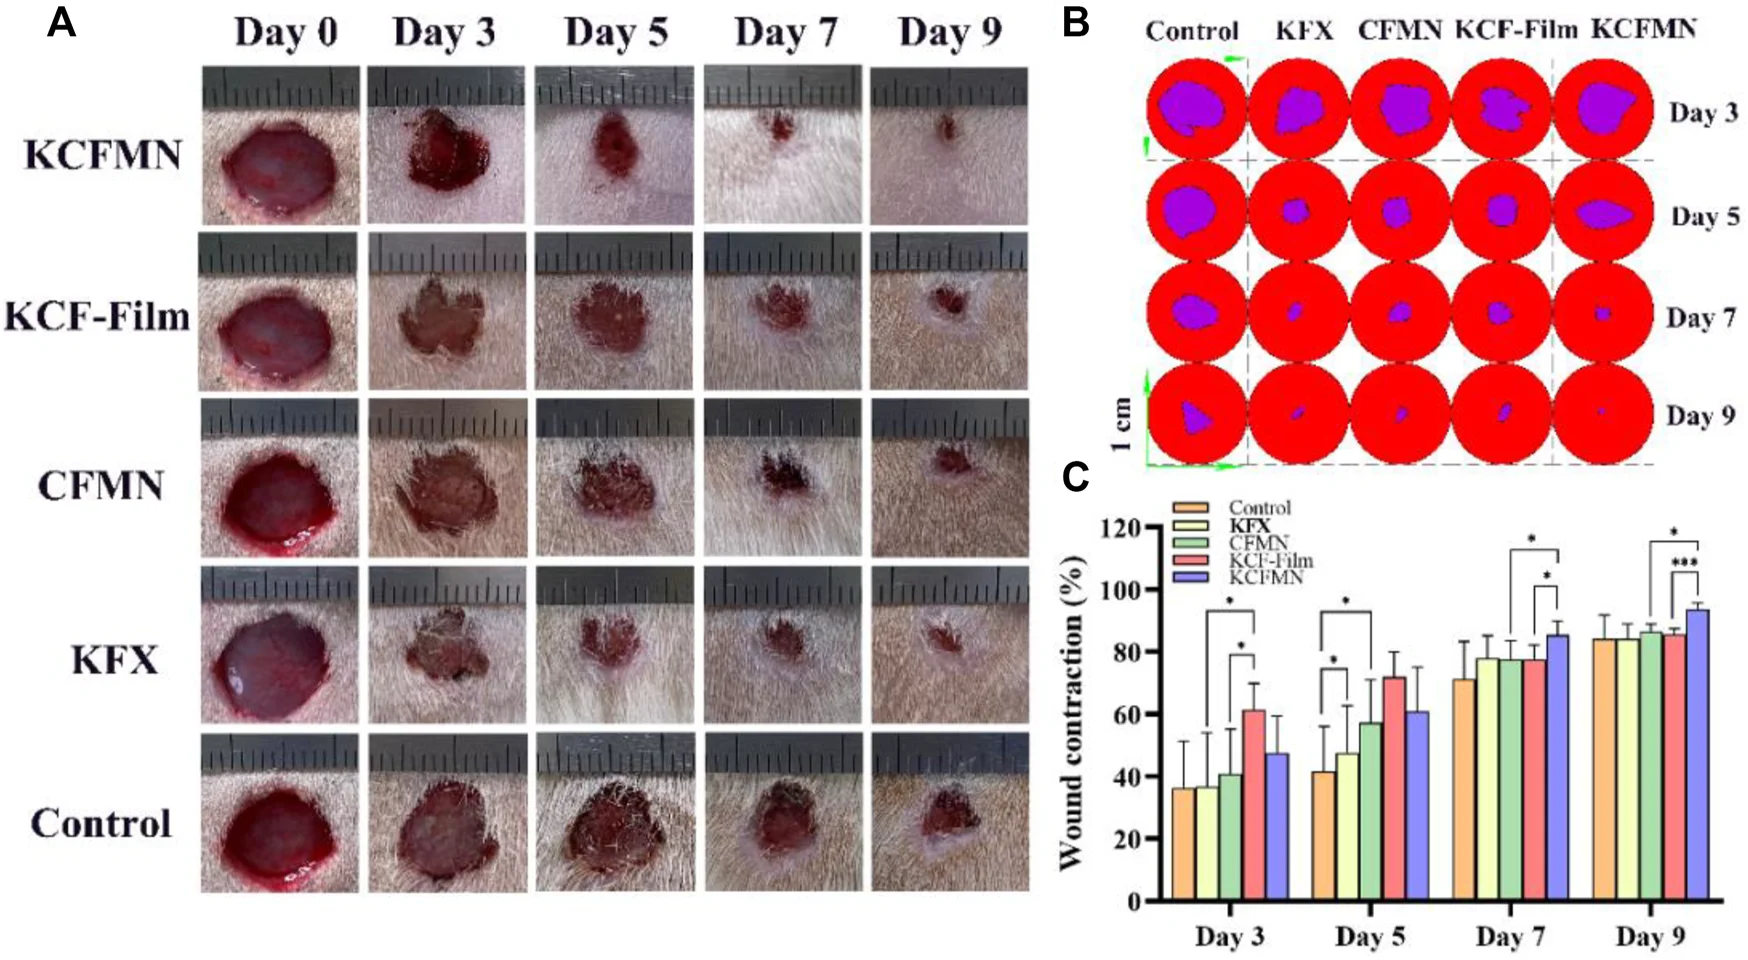 A
Day 0 Day 3 Day 5 Day 7 Day 9
KCFMN
KCF-Film
CFMN
KFX
Control
B
Control KFX CFMN KCF-Film KCFMN
Day 3
Day 5
Day 7
Day 9
1 cm
C
Control
KFX
CFMN
KCF-Film
KCFMN
Wound contraction (%)
120
100
80
60
40
20
0
* * * * * * * ***
Day 3 Day 5 Day 7 Day 9